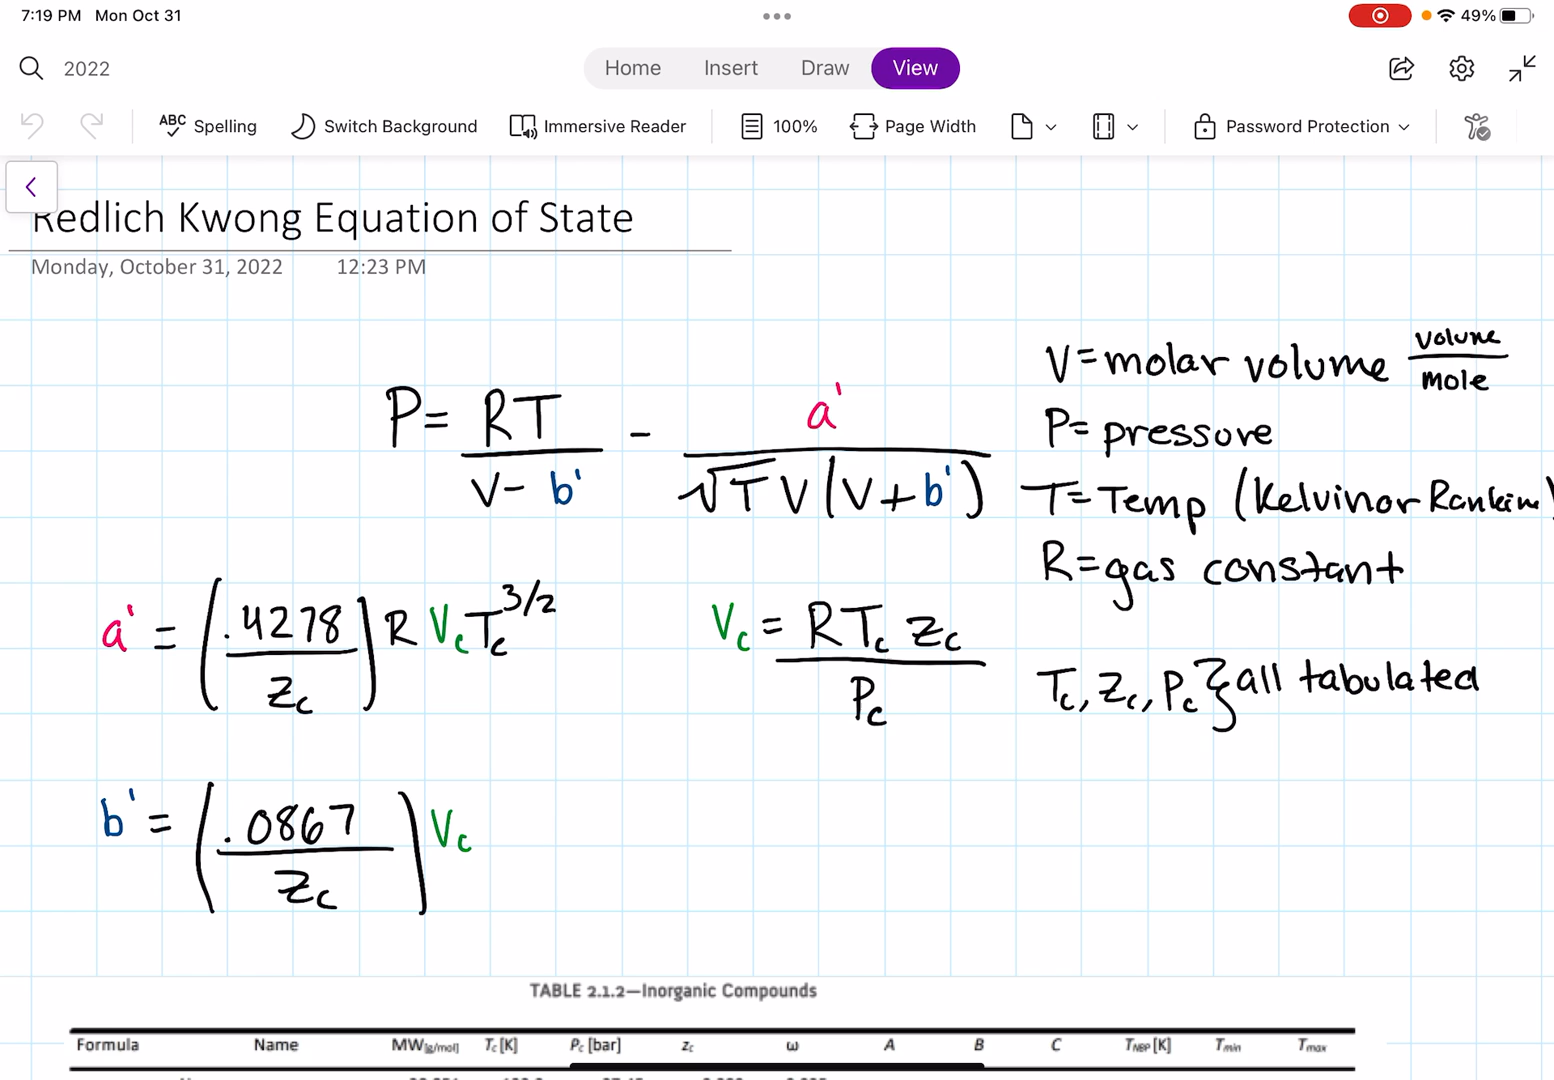 7:19 PM Mon Oct 31
49%
2022
Home Insert Draw View
ABC Spelling Switch Background Immersive Reader 100% Page Width Password Protection
Redlich Kwong Equation of State
Monday, October 31, 2022 12:23 PM
P = RT / (V - b') - a' / (√T V (V + b'))
V = molar volume volume / mole
P = pressure
T = Temp (Kelvin or Rankin)
R = gas constant
a' = (.4278 / Zc) R Vc Tc^3/2
Vc = RTc Zc / Pc
Tc, Zc, Pc } all tabulated
b' = (.0867 / Zc) Vc
TABLE 2.1.2—Inorganic Compounds
Formula Name MW[g/mol] Tc [K] Pc [bar] zc ω A B C TNBP [K] Tmin Tmax